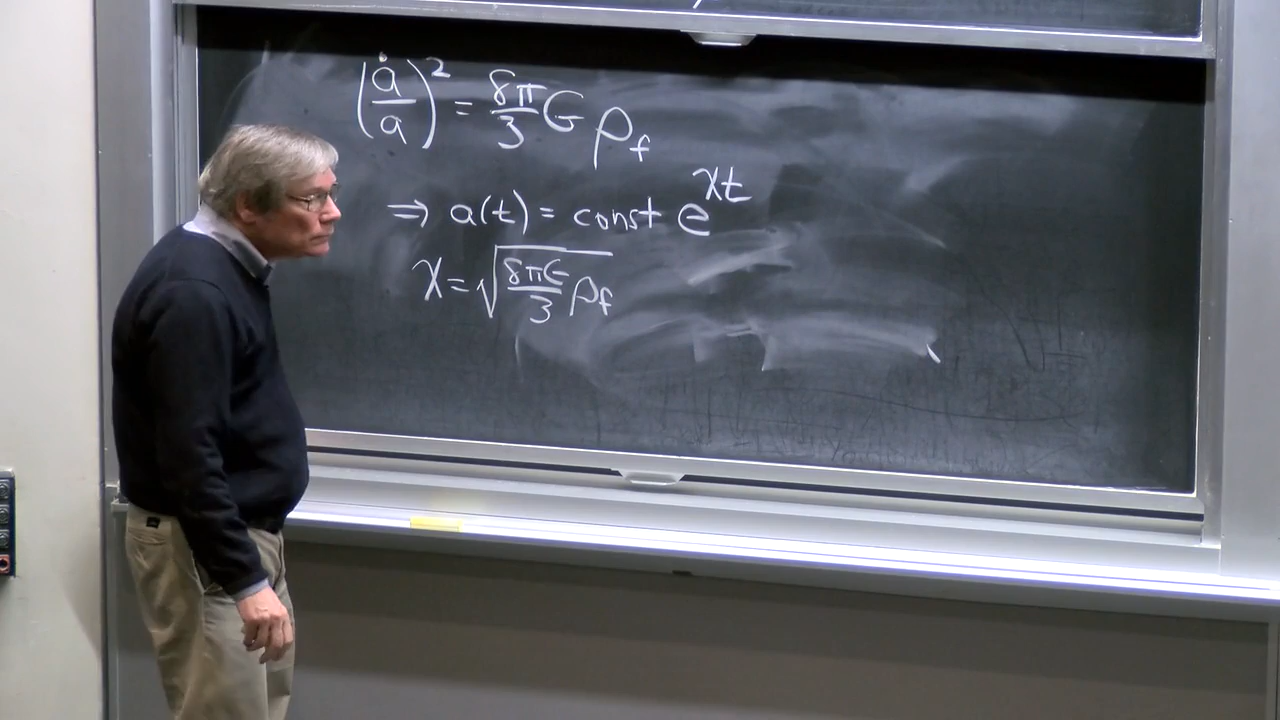 (ȧ/a)² = 8π/3 G ρ_f
⇒ a(t) = const e^χt
χ = √(8πG/3 ρ_f)